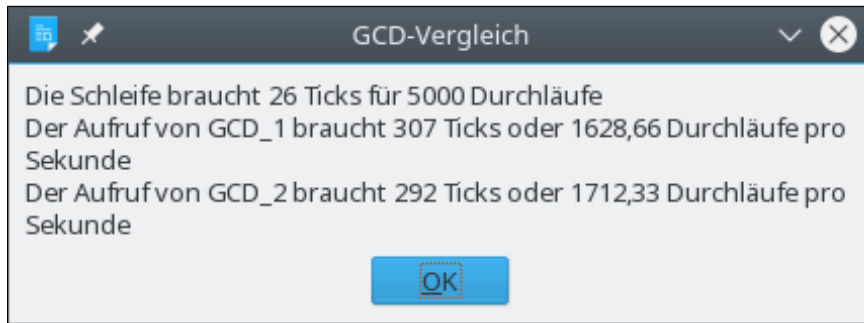 GCD-Vergleich
Die Schleife braucht 26 Ticks für 5000 Durchläufe
Der Aufruf von GCD_1 braucht 307 Ticks oder 1628,66 Durchläufe pro
Sekunde
Der Aufruf von GCD_2 braucht 292 Ticks oder 1712,33 Durchläufe pro
Sekunde
OK